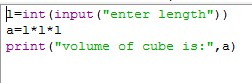 l=int(input("enter length"))
a=l*l*l
print("volume of cube is:",a)